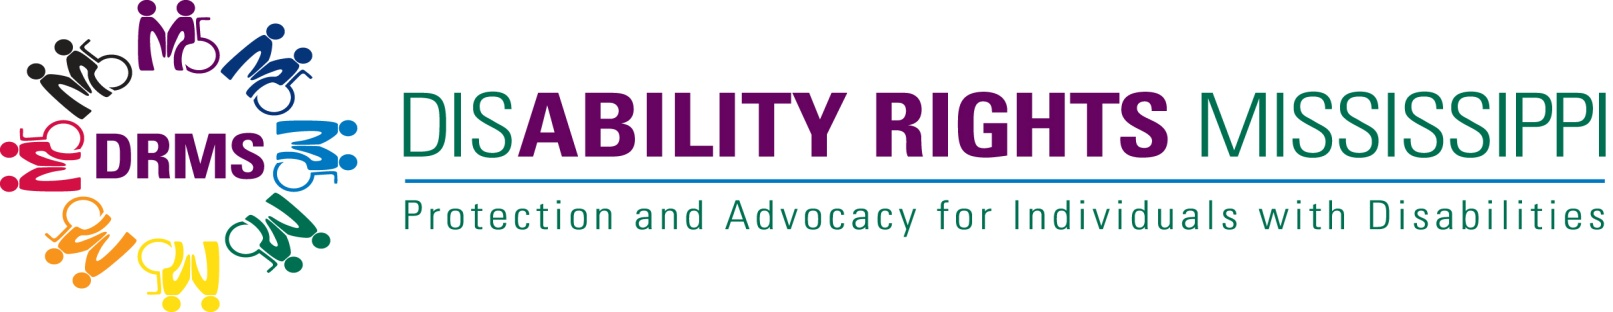 DRMS
DISABILITY RIGHTS MISSISSIPPI
Protection and Advocacy for Individuals with Disabilities